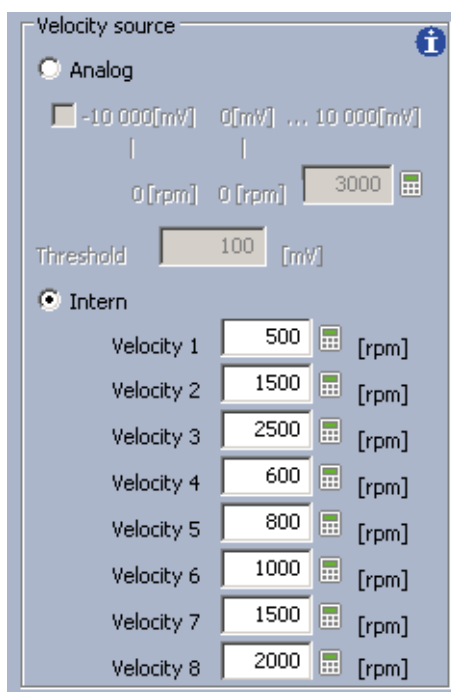 Velocity source
i
Analog
-10 000[mV] 0[mV] ... 10 000[mV]
| |
0[rpm] 0 [rpm] 3000
Threshold 100 [mV]
Intern
Velocity 1 500 [rpm]
Velocity 2 1500 [rpm]
Velocity 3 2500 [rpm]
Velocity 4 600 [rpm]
Velocity 5 800 [rpm]
Velocity 6 1000 [rpm]
Velocity 7 1500 [rpm]
Velocity 8 2000 [rpm]